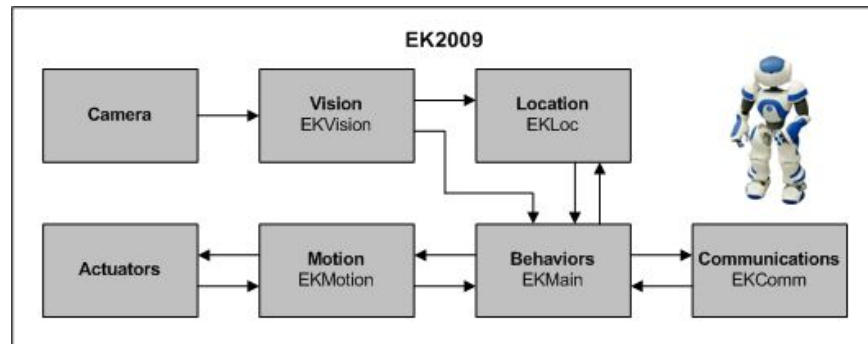 EK2009
Camera
Vision
EKVision
Location
EKLoc
Actuators
Motion
EKMotion
Behaviors
EKMain
Communications
EKComm